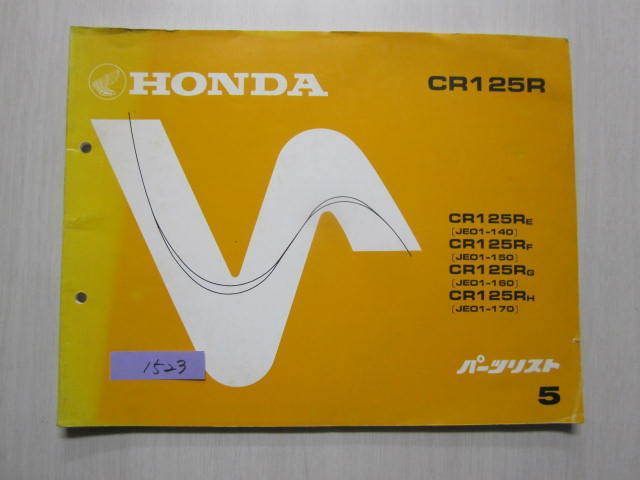 HONDA
CR125R
CR125RE
[JE01-140]
CR125RF
[JE01-150]
CR125RG
[JE01-160]
CR125RH
[JE01-170]
パーツリスト
5
1523